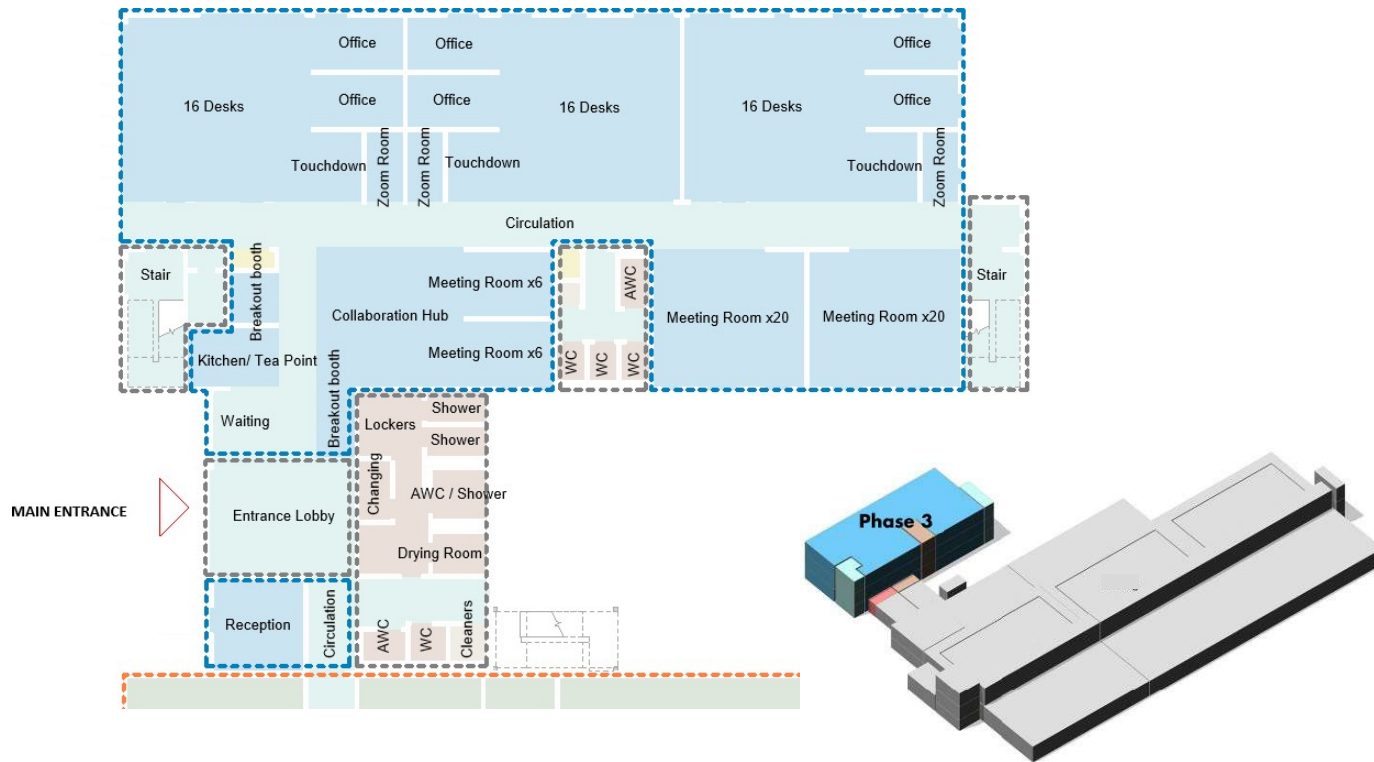 Office
Office
Office
16 Desks
Office
Office
16 Desks
16 Desks
Office
Touchdown
Zoom Room
Zoom Room
Touchdown
Touchdown
Zoom Room
Circulation
Stair
Breakout booth
Meeting Room x6
AWC
Stair
Collaboration Hub
Meeting Room x20
Meeting Room x20
Kitchen/ Tea Point
Meeting Room x6
WC
WC
WC
Waiting
Breakout booth
Lockers
Shower
Shower
Changing
AWC / Shower
MAIN ENTRANCE
Entrance Lobby
Drying Room
Phase 3
Reception
Circulation
AWC
WC
Cleaners